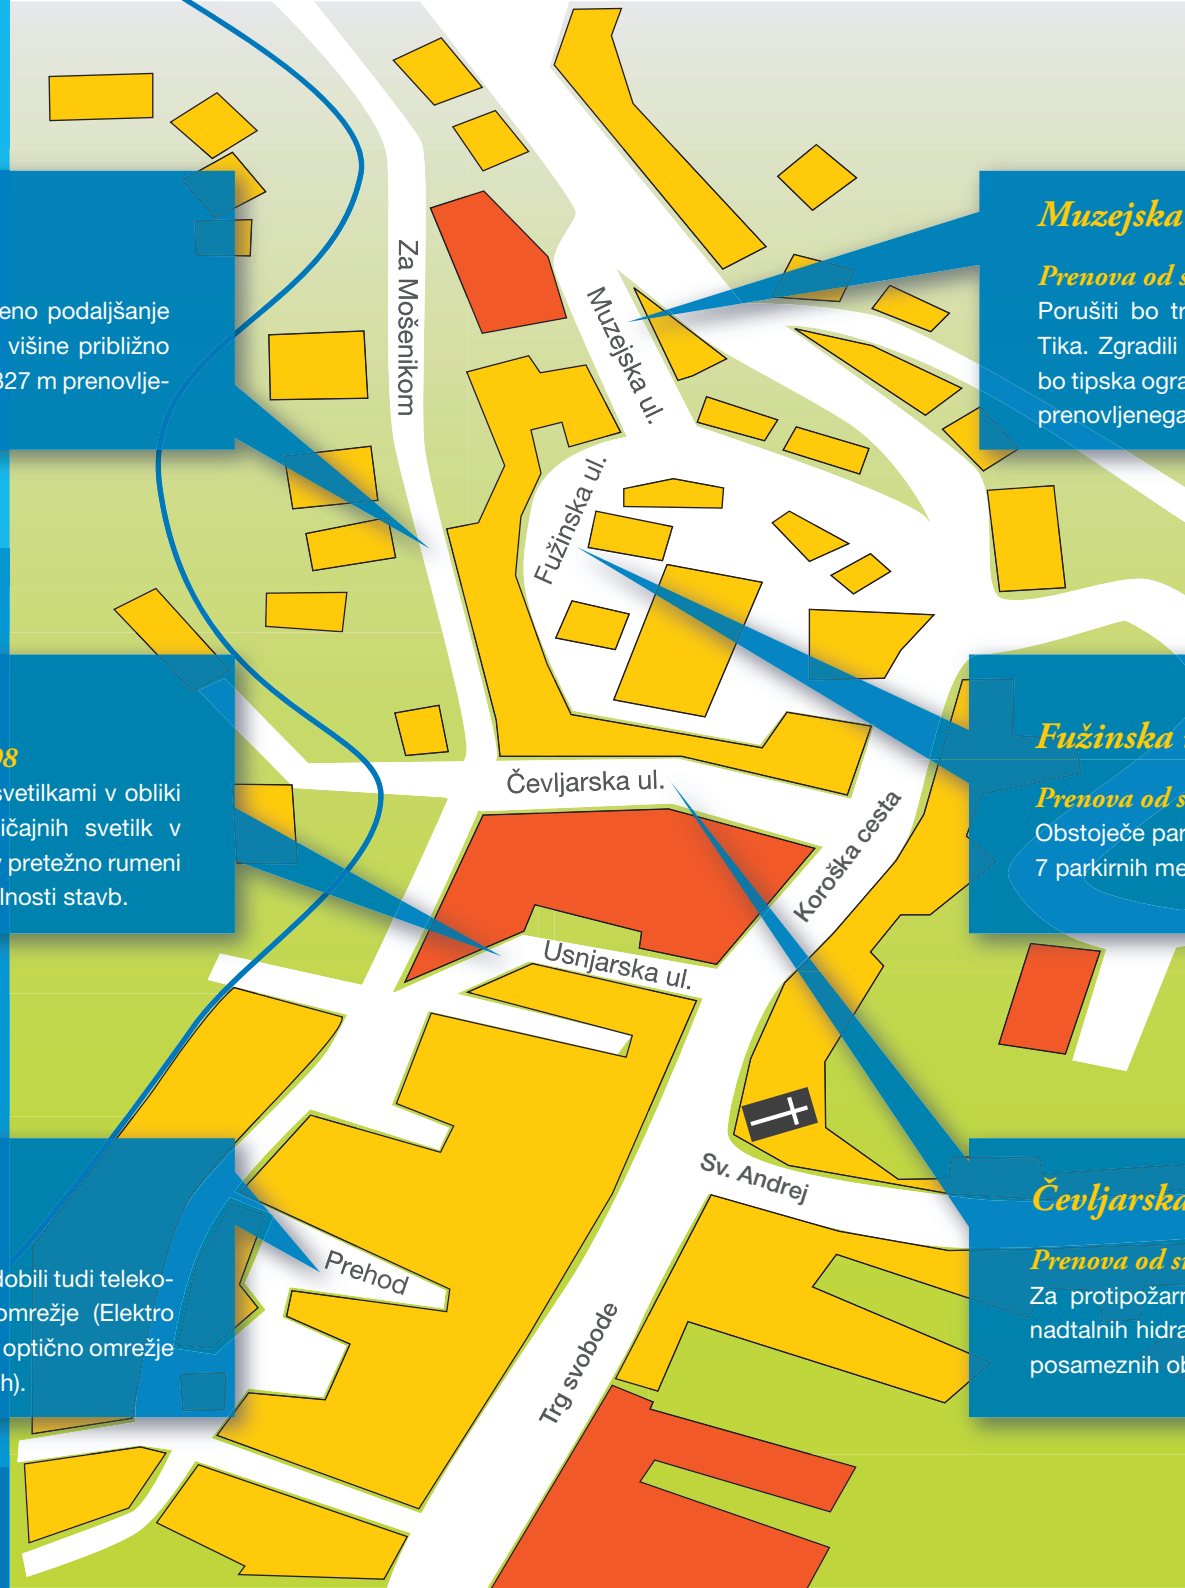 eno podaljšanje
višine približno
327 m prenovlje-
98
svetilkami v obliki
ičajnih svetilk v
v pretežno rumeni
lnosti stavb.
dobili tudi teleko-
omrežje (Elektro
optično omrežje
h).
Za Mošenikom
Muzejska ul.
Fužinska ul.
Čevljarska ul.
Koroška cesta
Usnjarska ul.
Sv. Andrej
Prehod
Trg svobode
Muzejska
Prenova od s
Porušiti bo tr
Tika. Zgradili
bo tipska ogra
prenovljenega
Fužinska
Prenova od s
Obstoječe par
7 parkirnih me
Čevljarska
Prenova od si
Za protipožarn
nadtalnih hidra
posameznih ob